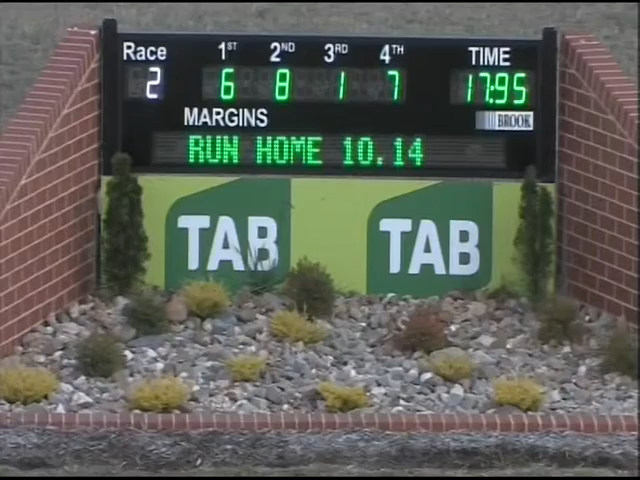 Race 1ST 2ND 3RD 4TH TIME
2 6 8 1 7 17:95
MARGINS BROOK
RUN HOME 10.14
TAB TAB